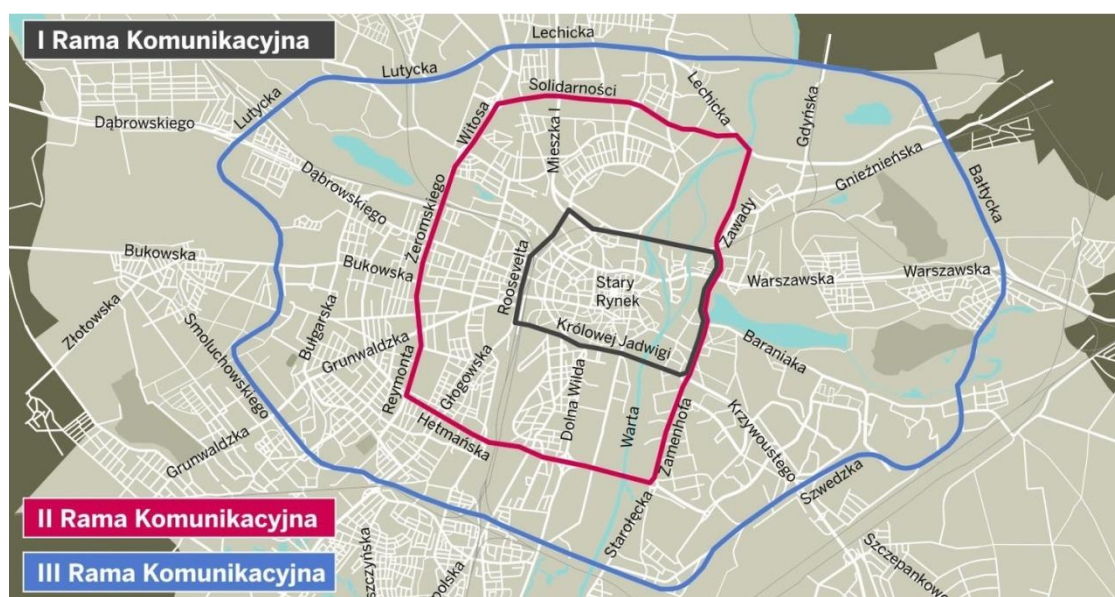 I Rama Komunikacyjna
Lechicka
Lutycka
Lutycka
Solidarności
Lechicka
Gdyńska
Dąbrowskiego
Witosa
Mieszka I
Gnieźnieńska
Bałtycka
Dąbrowskiego
Żeromskiego
Zawady
Bukowska
Bukowska
Roosevelta
Stary
Rynek
Warszawska
Warszawska
Złotowska
Smoluchowskiego
Bułgarska
Grunwaldzka
Królowej Jadwigi
Baraniaka
Reymonta
Głogowska
Dolna Wilda
Warta
Zamenhofa
Krzywoustego
Hetmańska
Grunwaldzka
Szwedzka
Starołęcka
Szczepankowo
szczyńska
polska
II Rama Komunikacyjna
III Rama Komunikacyjna